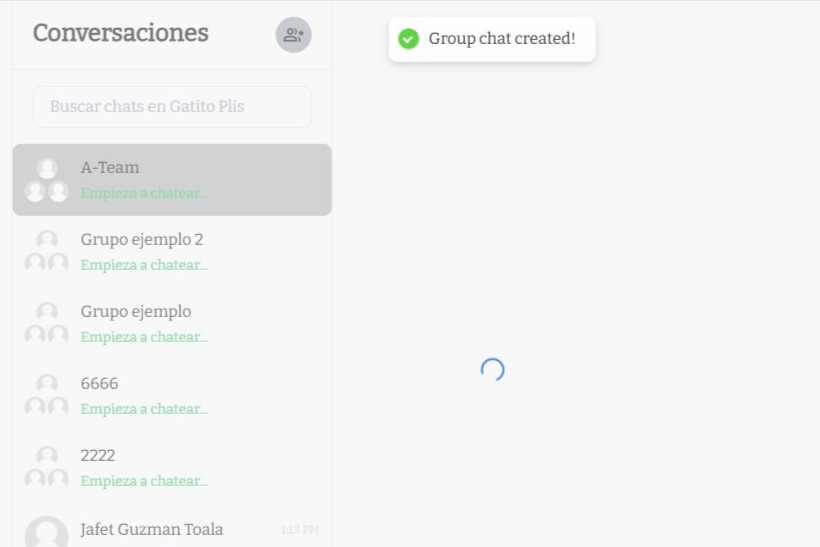 Conversaciones
Group chat created!
Buscar chats en Gatito Plis
A-Team
Empieza a chatear...
Grupo ejemplo 2
Empieza a chatear...
Grupo ejemplo
Empieza a chatear...
6666
Empieza a chatear...
2222
Empieza a chatear...
Jafet Guzman Toala
1:13 PM